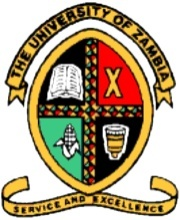 THE UNIVERSITY OF ZAMBIA
SERVICE AND EXCELLENCE